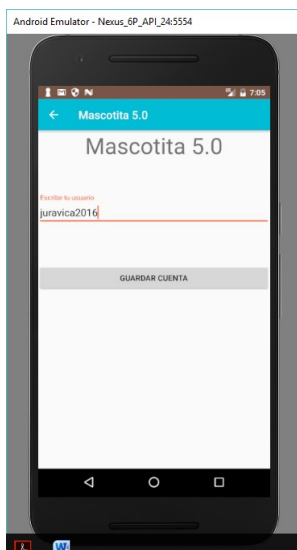 Android Emulator - Nexus_6P_API_24:5554
7:05
Mascotita 5.0
Mascotita 5.0
Escribe tu usuario
juravica2016
GUARDAR CUENTA